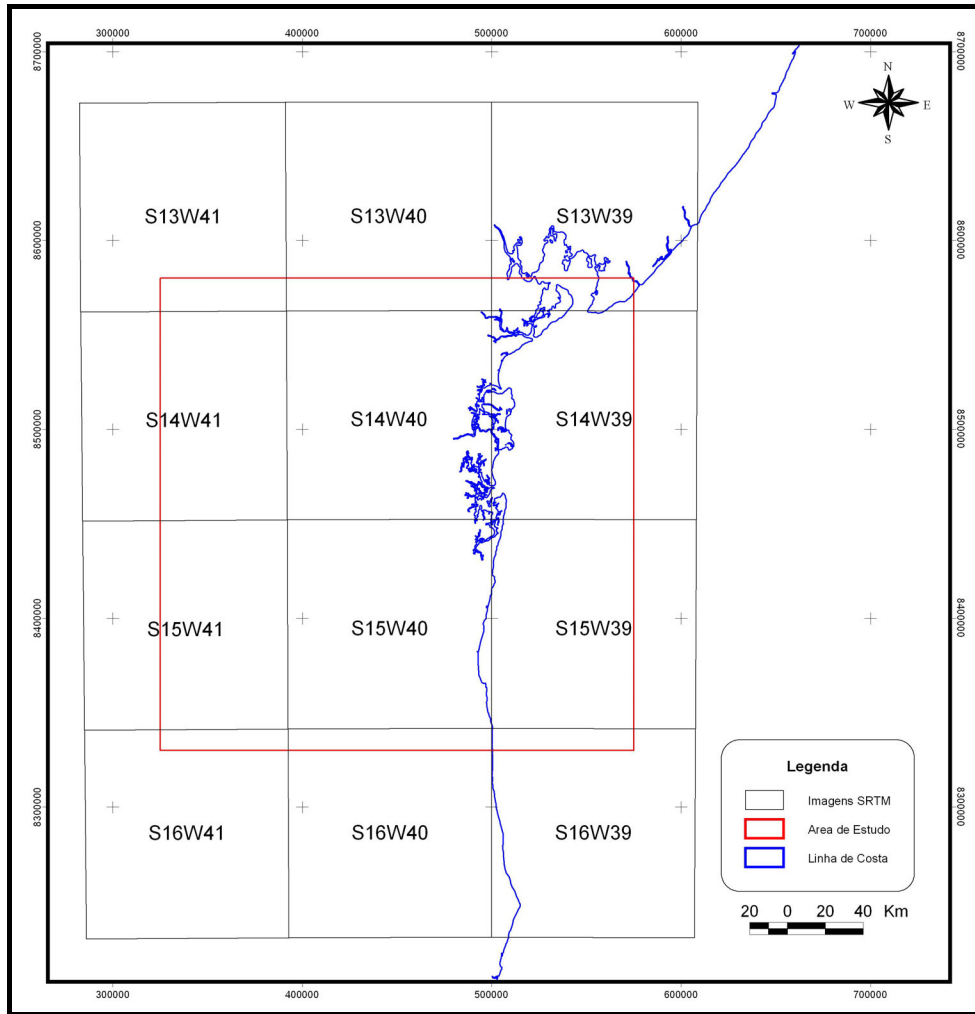 300000 400000 500000 600000 700000
8700000 8700000
N
W E
S
S13W41 S13W40 S13W39
8600000 8600000
S14W41 S14W40 S14W39
8500000 8500000
S15W41 S15W40 S15W39
8400000 8400000
Legenda
Imagens SRTM
8300000 8300000
S16W41 S16W40 S16W39
Area de Estudo
Linha de Costa
20 0 20 40 Km
300000 400000 500000 600000 700000